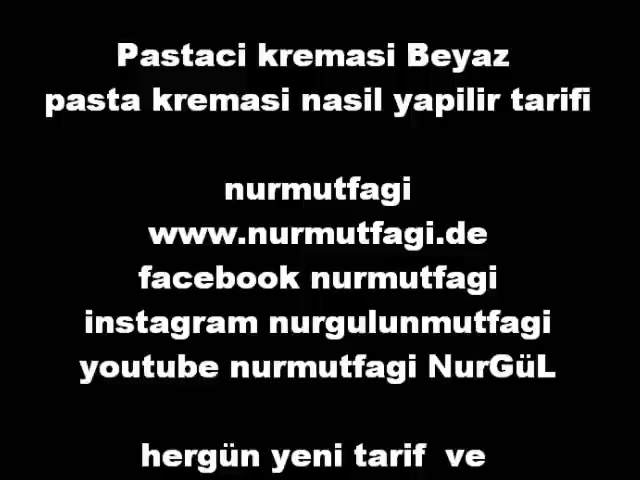 Pastaci kremasi Beyaz
pasta kremasi nasil yapilir tarifi
nurmutfagi
www.nurmutfagi.de
facebook nurmutfagi
instagram nurgulunmutfagi
youtube nurmutfagi NurGüL
hergün yeni tarif ve